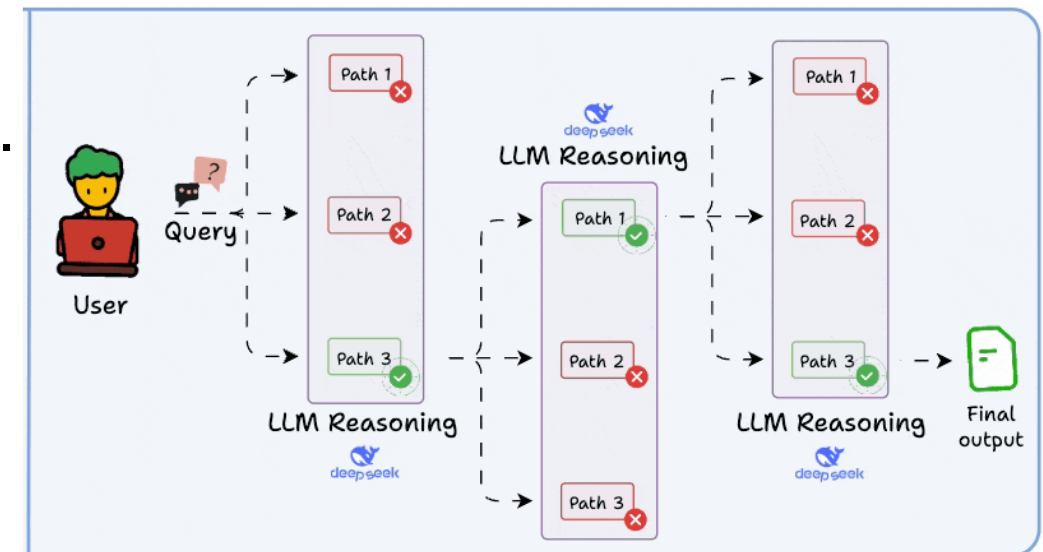 User
?
Query
Path 1
Path 2
Path 3
LLM Reasoning
deepseek
deepseek
LLM Reasoning
Path 1
Path 2
Path 3
Path 1
Path 2
Path 3
LLM Reasoning
deepseek
Final
output